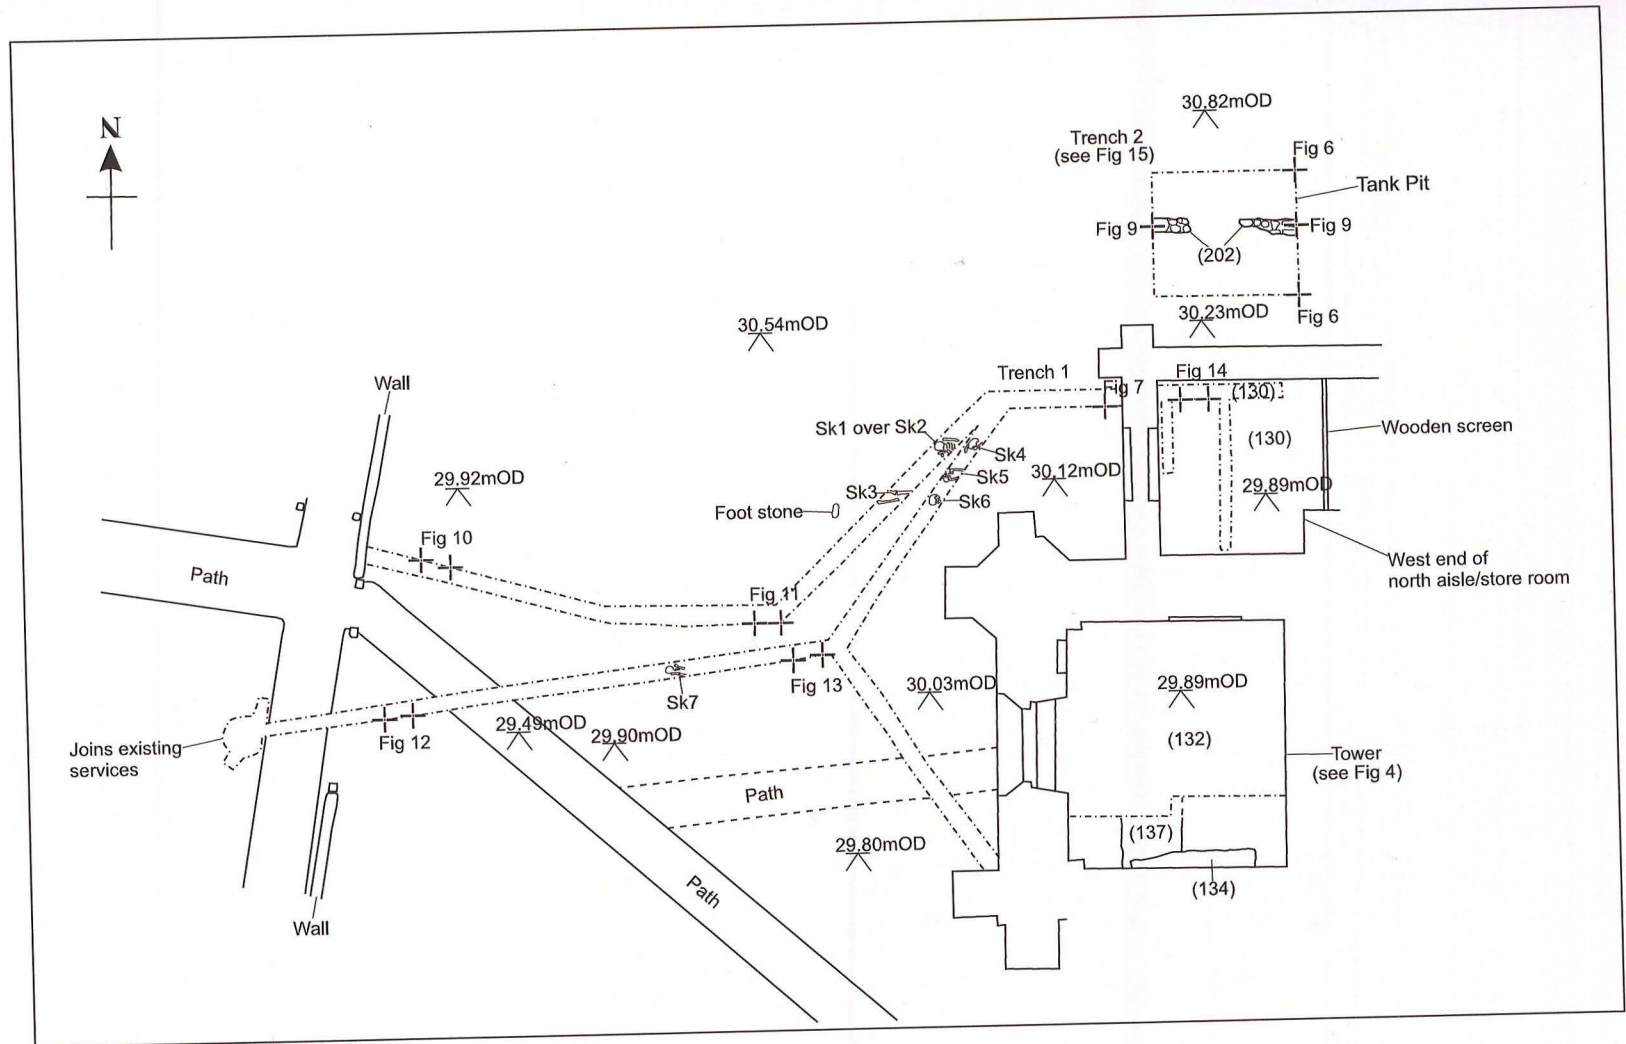 N
30.82mOD
Trench 2
(see Fig 15)
Fig 6
Tank Pit
Fig 9
Fig 9
(202)
30.23mOD
Fig 6
30.54mOD
Wall
Trench 1
Fig 7
Fig 14
(130)
(130)
Wooden screen
Sk1 over Sk2
Sk4
Sk5
30.12mOD
29.92mOD
Sk3
Sk6
29.89mOD
Foot stone
Fig 10
Path
West end of
north aisle/store room
Fig 11
Fig 13
Sk7
30.03mOD
29.89mOD
29.49mOD
29.90mOD
Fig 12
Joins existing
services
(132)
Tower
(see Fig 4)
Path
(137)
29.80mOD
(134)
Path
Wall